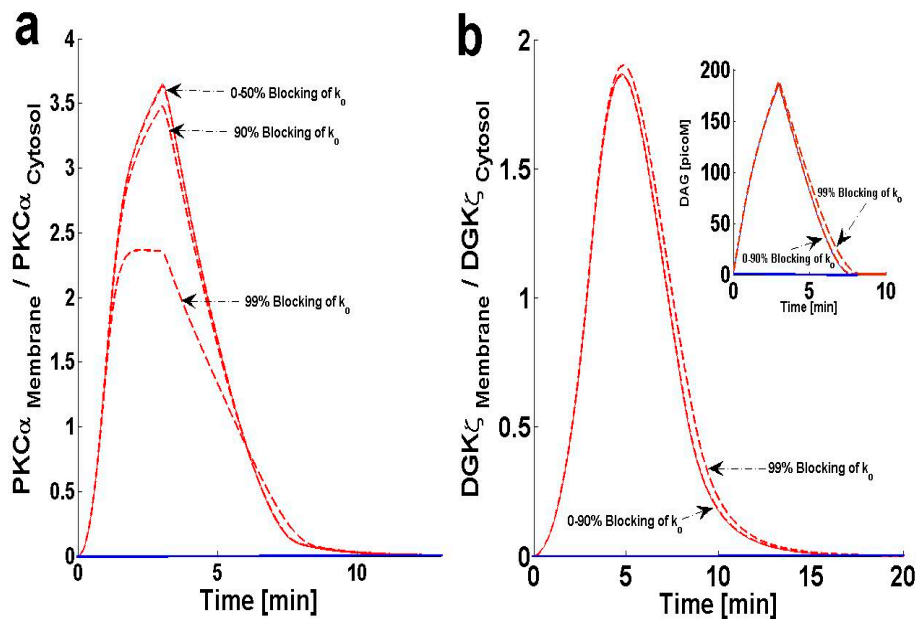 a
PKCα Membrane / PKCα Cytosol
4
3.5
3
2.5
2
1.5
1
0.5
0
0-50% Blocking of k₀
90% Blocking of k₀
99% Blocking of k₀
0
5
10
Time [min]
b
DGKζ Membrane / DGKζ Cytosol
2
1.5
1
0.5
0
99% Blocking of k₀
0-90% Blocking of k₀
0
5
10
15
20
Time [min]
DAG [picoM]
200
150
100
50
0
99% Blocking of k₀
0-90% Blocking of k₀
0
5
10
Time [min]